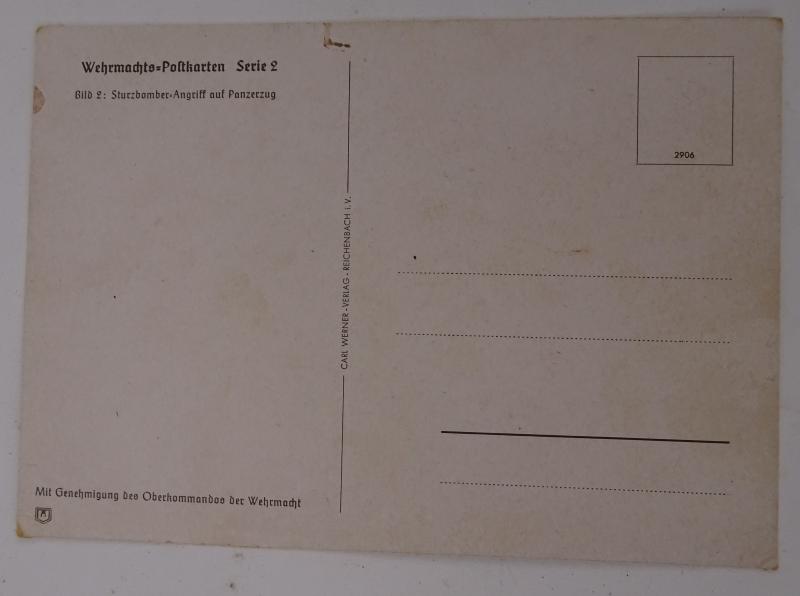 Wehrmachts-Postkarten Serie 2
Bild 2: Sturzbomber-Angriff auf Panzerzug
2906
CARL WERNER-VERLAG-REICHENBACH i.V.
Mit Genehmigung des Oberkommandos der Wehrmacht